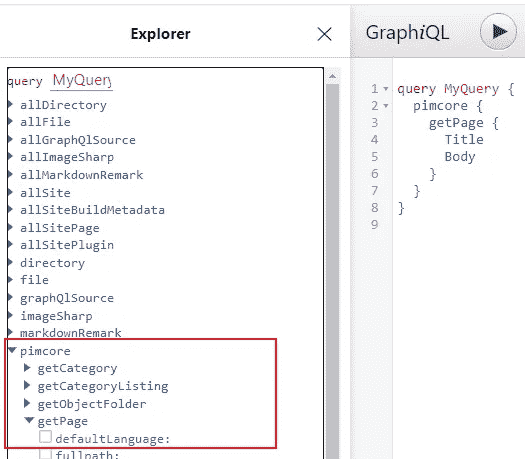 Explorer
query MyQuery
allDirectory
allFile
allGraphQlSource
allImageSharp
allMarkdownRemark
allSite
allSiteBuildMetadata
allSitePage
allSitePlugin
directory
file
graphQlSource
imageSharp
markdownRemark
pimcore
getCategory
getCategoryListing
getObjectFolder
getPage
defaultLanguage:
fullpath:
GraphiQL
1 query MyQuery {
2 pimcore {
3 getPage {
4 Title
5 Body
6 }
7 }
8 }
9